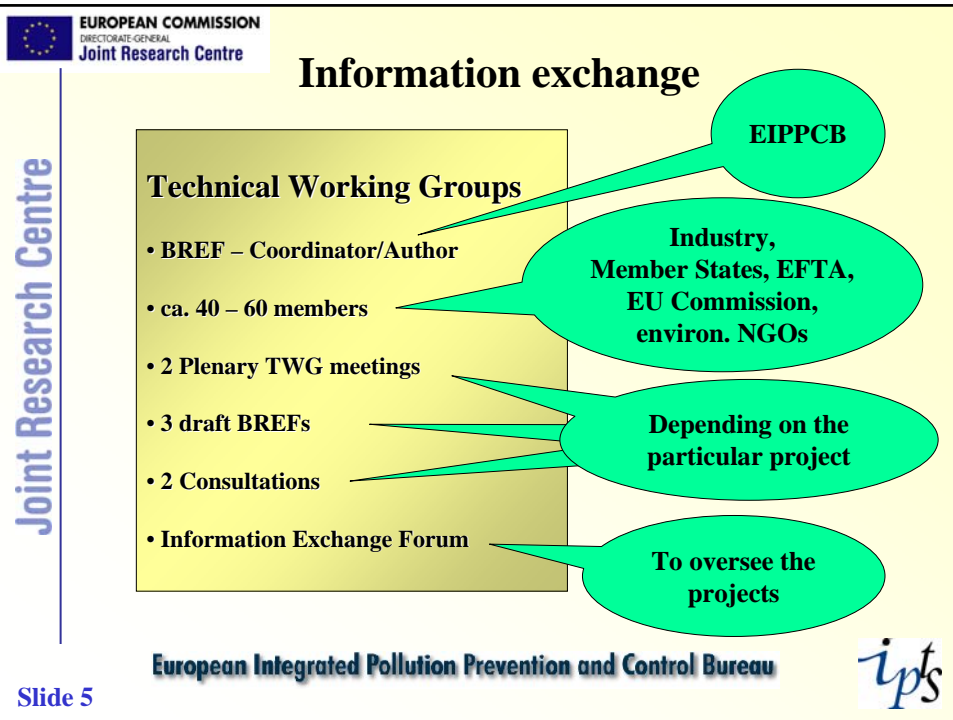 EUROPEAN COMMISSION
DIRECTORATE-GENERAL
Joint Research Centre
Information exchange
EIPPCB
Technical Working Groups
• BREF – Coordinator/Author
Industry,
Member States, EFTA,
EU Commission,
environ. NGOs
• ca. 40 – 60 members
• 2 Plenary TWG meetings
• 3 draft BREFs
Depending on the
particular project
• 2 Consultations
• Information Exchange Forum
To oversee the
projects
Joint Research Centre
European Integrated Pollution Prevention and Control Bureau
ipts
Slide 5